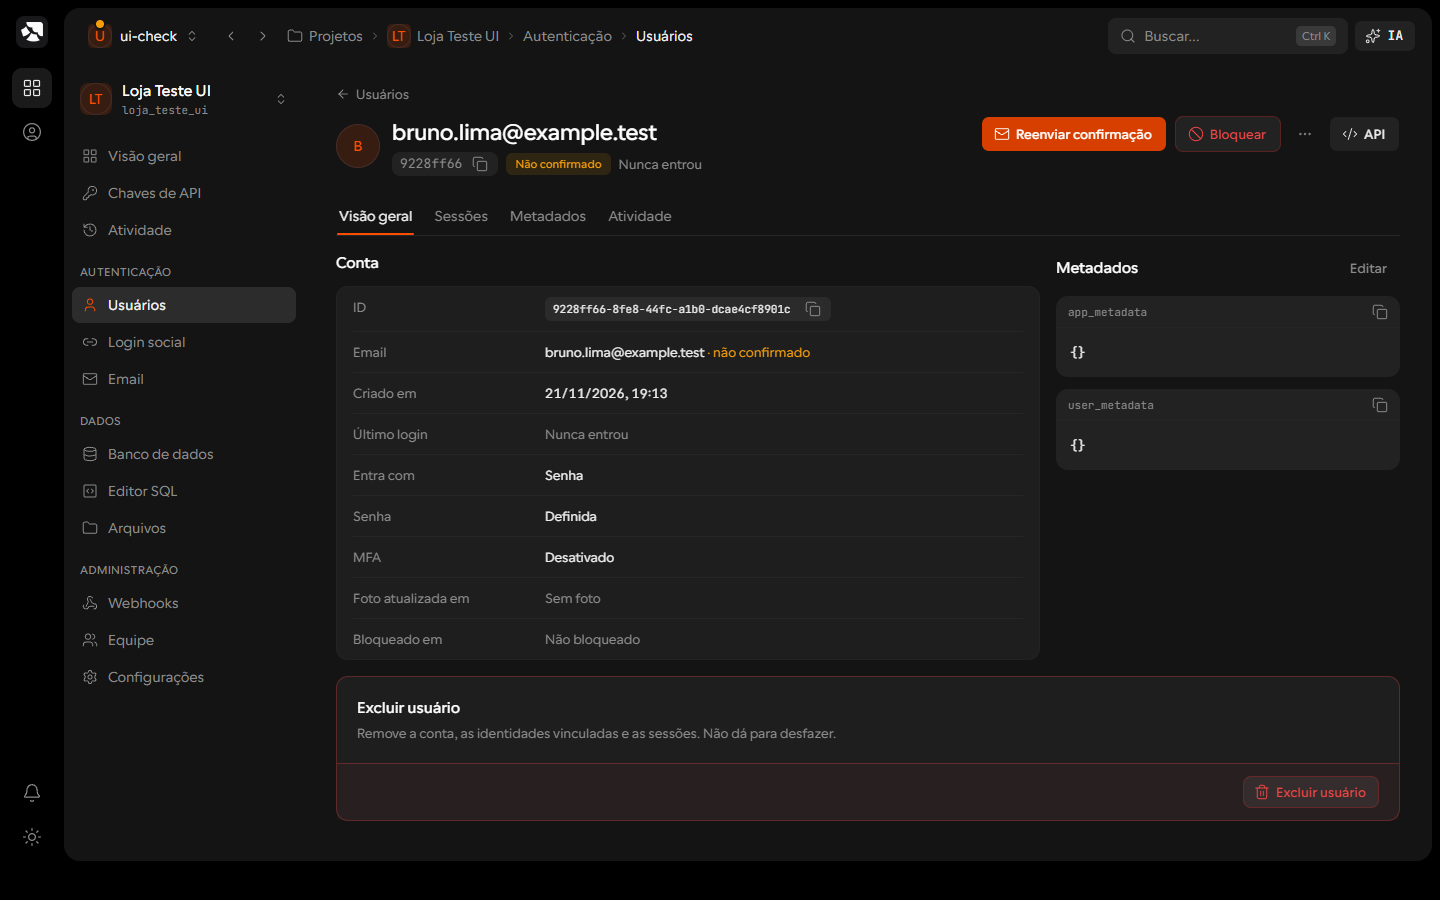 U ui-check Projetos LT Loja Teste UI Autenticação Usuários Buscar... Ctrl K IA
LT Loja Teste UI
loja_teste_ui
Visão geral
Chaves de API
Atividade
AUTENTICAÇÃO
Usuários
Login social
Email
DADOS
Banco de dados
Editor SQL
Arquivos
ADMINISTRAÇÃO
Webhooks
Equipe
Configurações
Usuários
B bruno.lima@example.test
9228ff66 Não confirmado Nunca entrou
Reenviar confirmação Bloquear API
Visão geral Sessões Metadados Atividade
Conta
ID 9228ff66-8fe8-44fc-a1b0-dcae4cf8901c
Email bruno.lima@example.test · não confirmado
Criado em 21/11/2026, 19:13
Último login Nunca entrou
Entra com Senha
Senha Definida
MFA Desativado
Foto atualizada em Sem foto
Bloqueado em Não bloqueado
Metadados Editar
app_metadata
{}
user_metadata
{}
Excluir usuário
Remove a conta, as identidades vinculadas e as sessões. Não dá para desfazer.
Excluir usuário